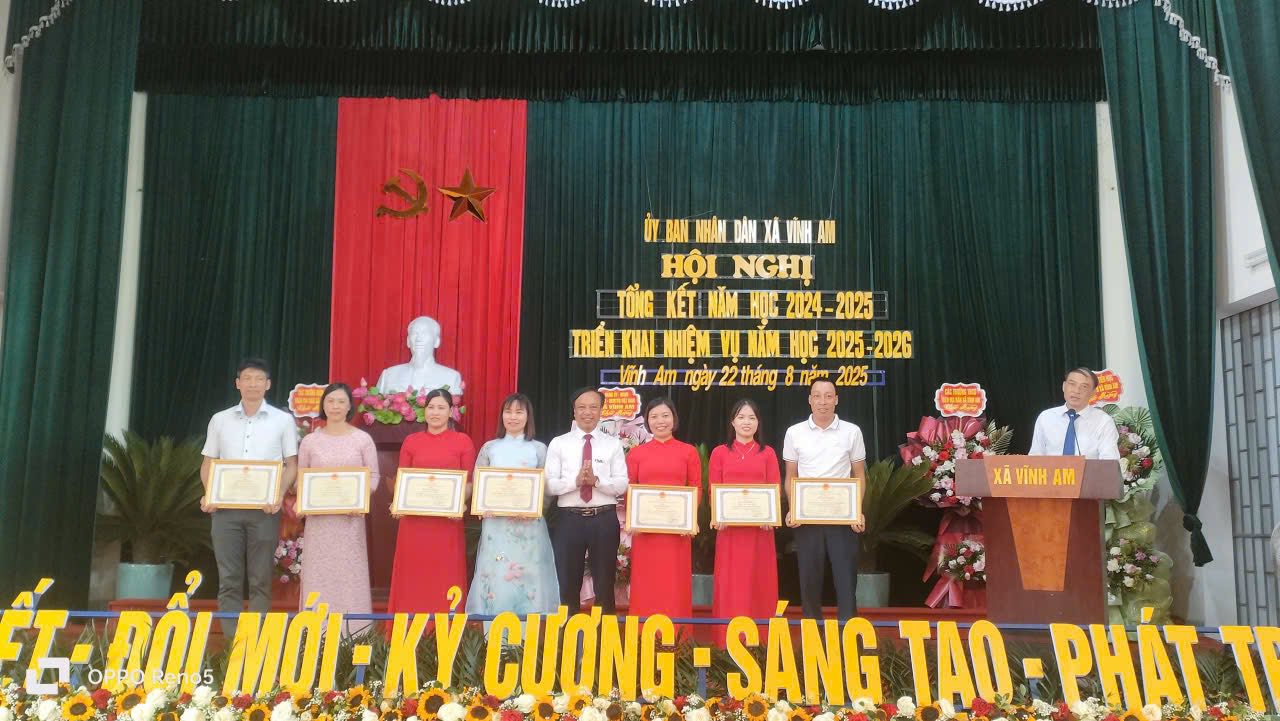 ỦY BAN NHÂN DÂN XÃ VĨNH AM
HỘI NGHỊ
TỔNG KẾT NĂM HỌC 2024-2025
TRIỂN KHAI NHIỆM VỤ NĂM HỌC 2025-2026
Vĩnh Am ngày 22 tháng 8 năm 2025
XÃ VĨNH AM
ẾT - ĐỔI MỚI - KỶ CƯƠNG - SÁNG TẠO - PHÁT TR
OPPO Reno5